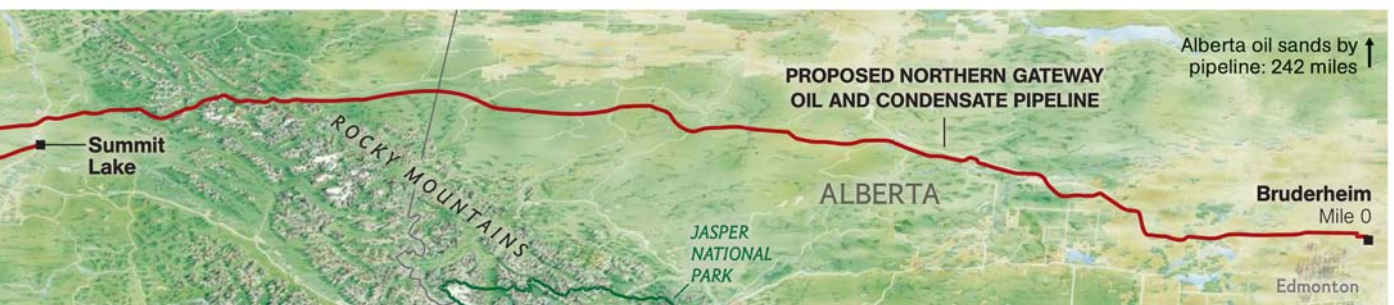 Alberta oil sands by
pipeline: 242 miles
PROPOSED NORTHERN GATEWAY
OIL AND CONDENSATE PIPELINE
Summit
Lake
ROCKY MOUNTAINS
ALBERTA
Bruderheim
Mile 0
JASPER
NATIONAL
PARK
Edmonton